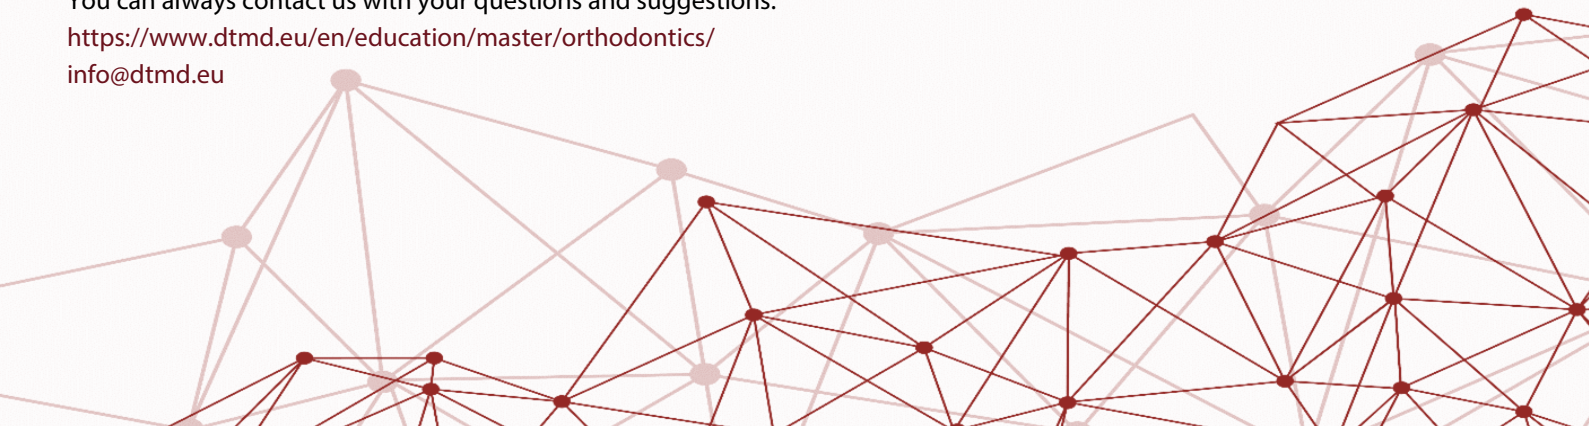 You can always contact us with your questions and suggestions.
https://www.dtmd.eu/en/education/master/orthodontics/
info@dtmd.eu